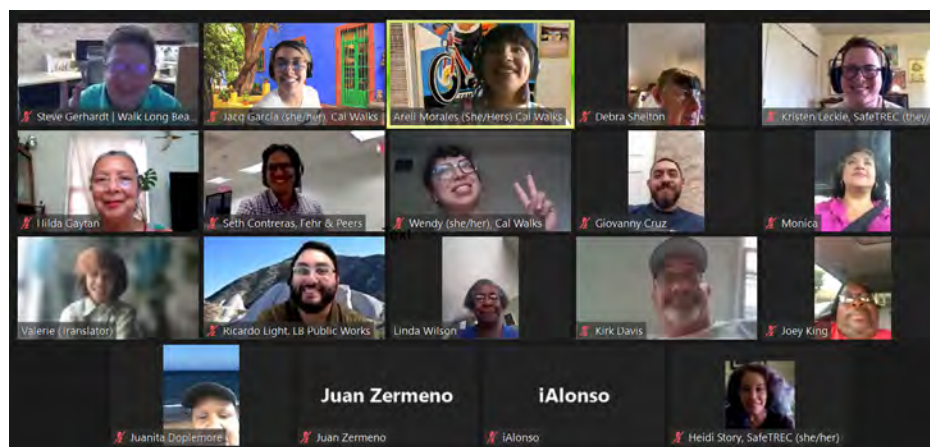 Steve Gerhardt | Walk Long Bea...
Jacq Garcia (she/her), Cal Walks
Areli Morales (She/Hers) Cal Walks
Debra Shelton
Kristen Leckie, SafeTREC (they/
Hilda Gaytan
Seth Contreras, Fehr & Peers
Wendy (she/her), Cal Walks
Giovanny Cruz
Monica
Valerie (Translator)
Ricardo Light, LB Public Works
Linda Wilson
Kirk Davis
Joey King
Juan Zermeno
iAlonso
Juanita Doplemore
Juan Zermeno
iAlonso
Heidi Story, SafeTREC (she/her)